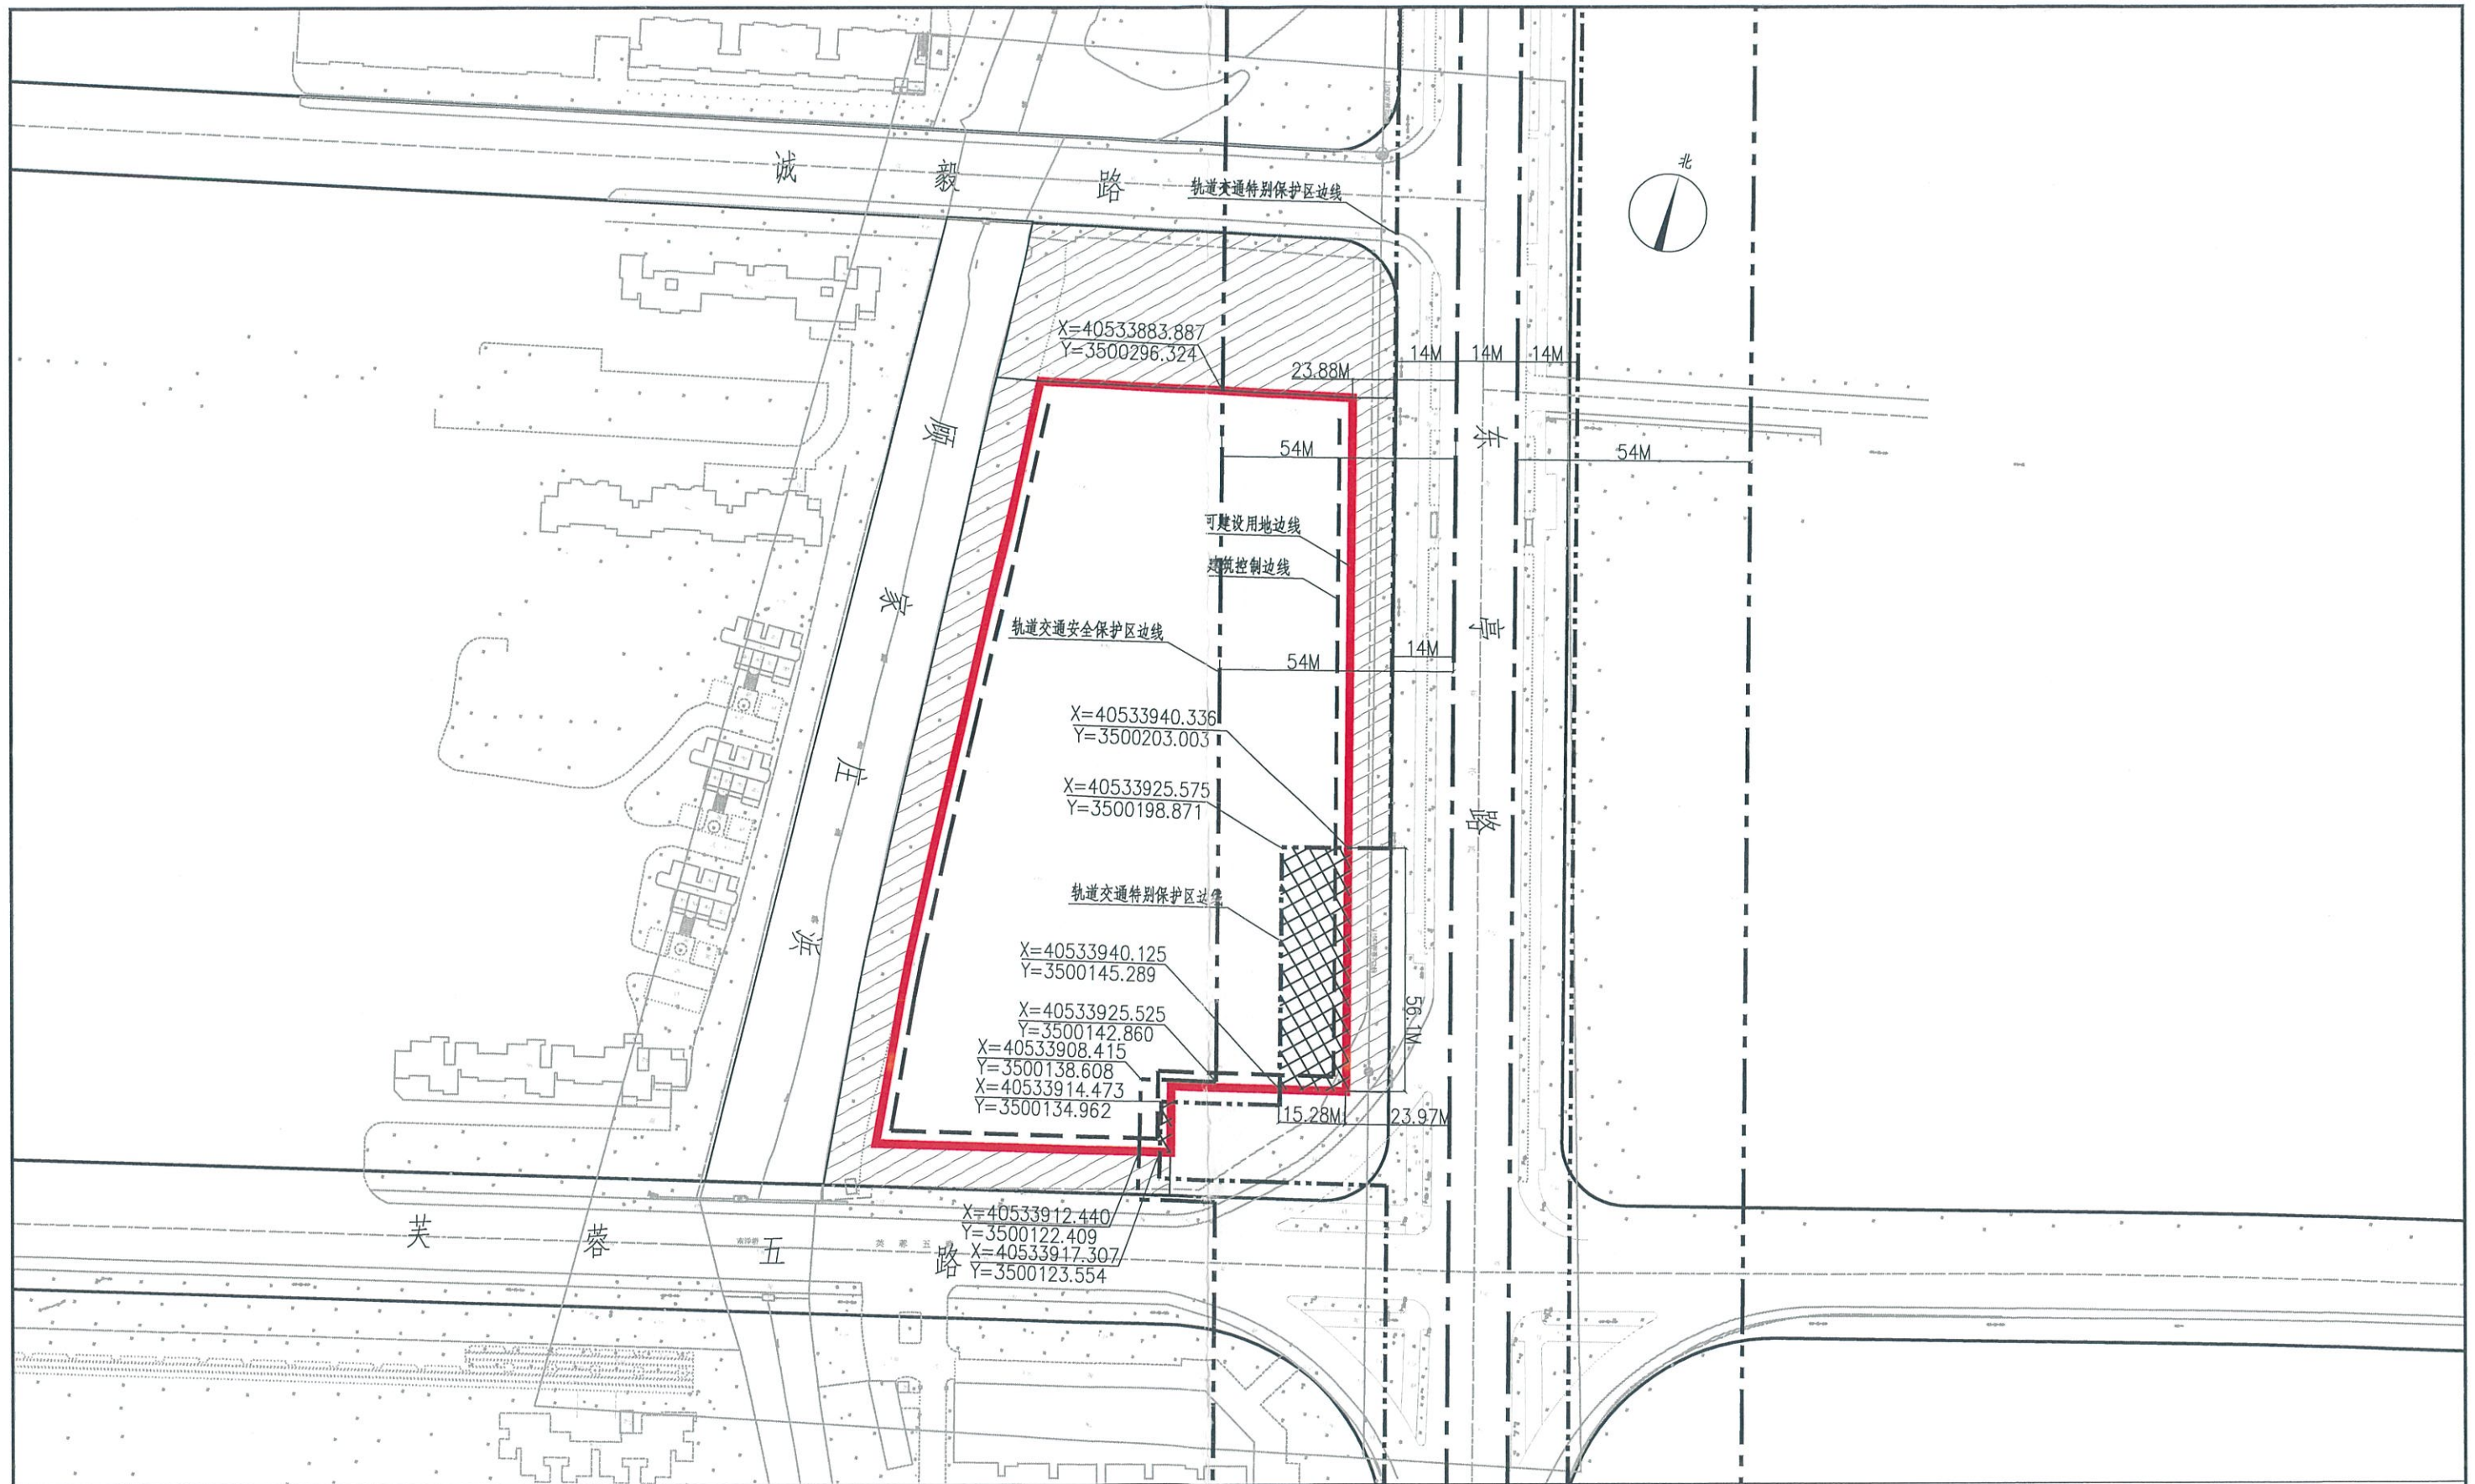 北
诚 毅 路
轨道交通特别保护区边线
X=40533883.887
Y=3500296.324
14M 14M 14M
23.88M
顾 家 庄 浜
东 亭 路
54M
54M
可建设用地边线
建筑控制边线
轨道交通安全保护区边线
14M
54M
X=40533940.336
Y=3500203.003
X=40533925.575
Y=3500198.871
轨道交通特别保护区边线
X=40533940.125
Y=3500145.289
56.1M
X=40533925.525
Y=3500142.860
X=40533908.415
Y=3500138.608
X=40533914.473
Y=3500134.962
15.28M 23.97M
X=40533912.440
Y=3500122.409
X=40533917.307
Y=3500123.554
芙 蓉 五 路
芙 蓉 五